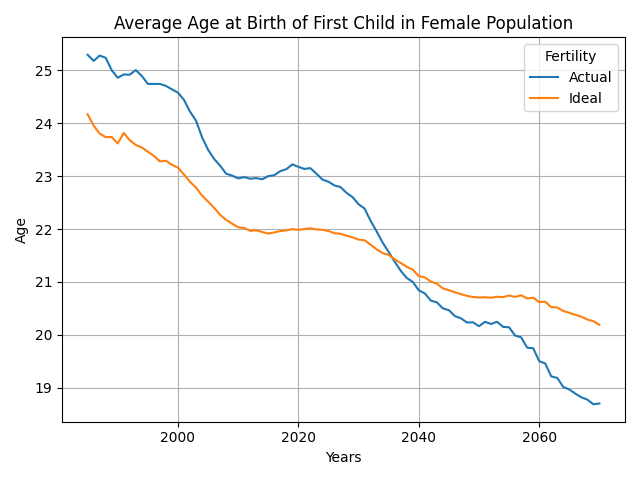 Average Age at Birth of First Child in Female Population
Fertility
Actual
Ideal
Age
25
24
23
22
21
20
19
2000
2020
2040
2060
Years